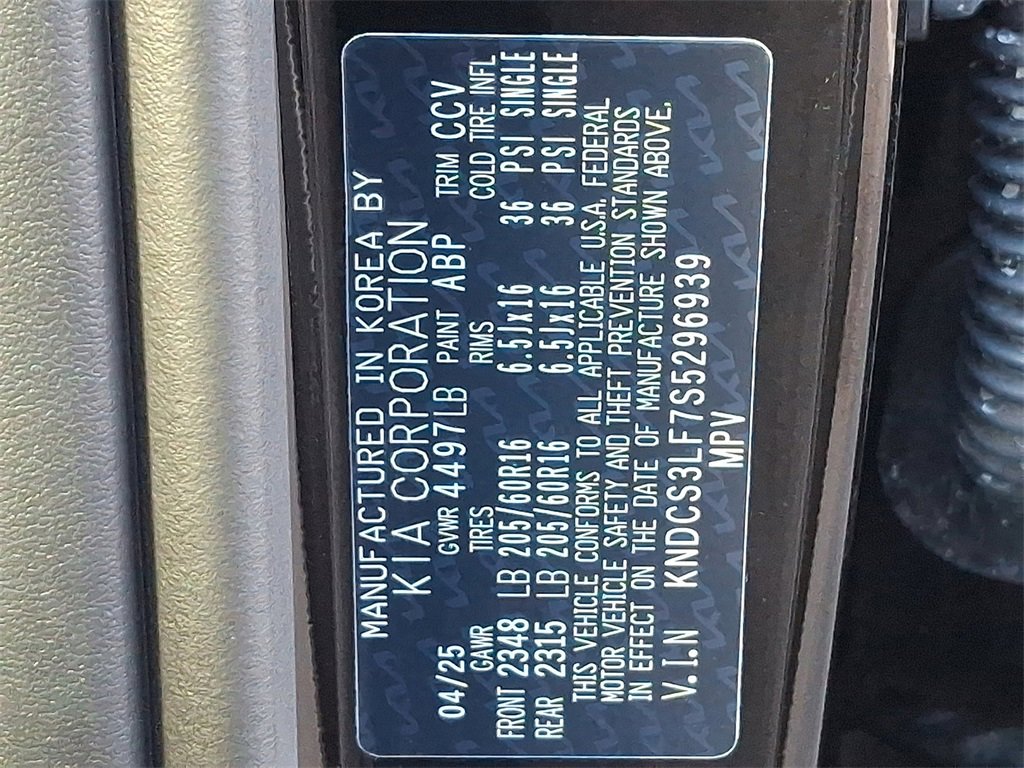 MANUFACTURED IN KOREA BY
KIA CORPORATION
04/25 GVWR 4497LB PAINT ABP TRIM CCV
GAWR TIRES RIMS COLD TIRE INFL
FRONT 2348 LB 205/60R16 6.5Jx16 36 PSI SINGLE
REAR 2315 LB 205/60R16 6.5Jx16 36 PSI SINGLE
THIS VEHICLE CONFORMS TO ALL APPLICABLE U.S.A. FEDERAL
MOTOR VEHICLE SAFETY AND THEFT PREVENTION STANDARDS
IN EFFECT ON THE DATE OF MANUFACTURE SHOWN ABOVE.
V.I.N KNDCS3LF7S5296939
MPV